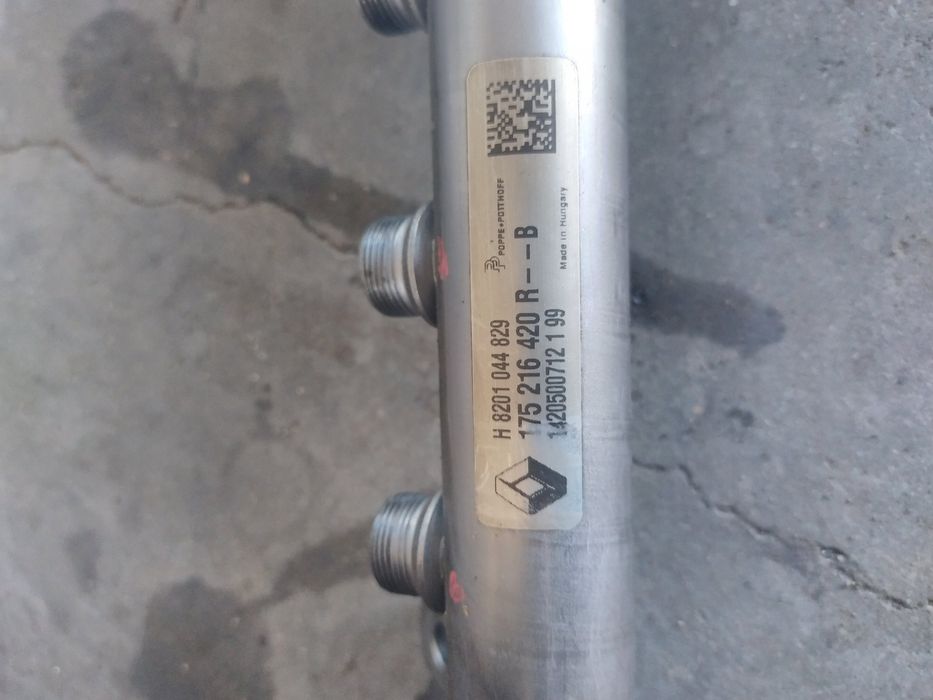 H 8201 044 829
175 216 420 R--B
1420500712 1 99
POPPE+POTTHOFF
Made in Hungary